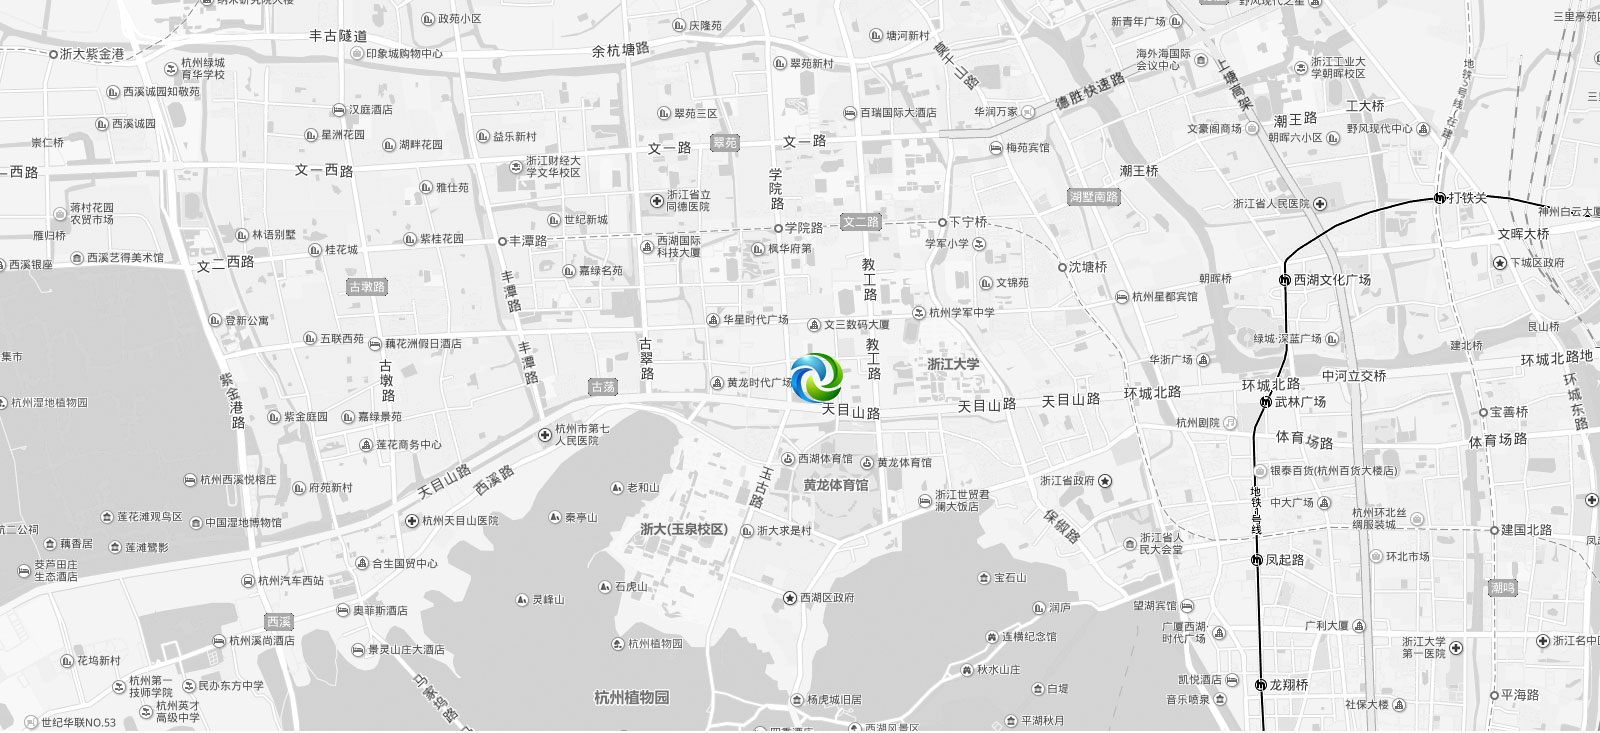 政苑小区
庆隆苑
新青年广场
丰古隧道
塘河新村
浙大紫金港
印象城购物中心
余杭塘路
莫干山路
海外海国际
会议中心
杭州绿城
育华学校
翠苑新村
上塘高架
浙江工业大
学朝晖校区
西溪诚园知敬苑
德胜快速路
汉庭酒店
翠苑三区
百瑞国际大酒店
华润万家
工大桥
西溪诚园
潮王路
文豪阁商场
朝晖六小区
野风现代中心
崇仁桥
星洲花园
湖畔花园
益乐新村
文一路
翠苑
文一路
梅苑宾馆
浙江财经大
学文华校区
文一西路
潮王桥
雅仕苑
学院路
浙江省立
同德医院
湖墅南路
打铁关
浙江省人民医院
蒋村花园
农贸市场
世纪新城
文二路
下宁桥
学院路
雁归桥
林语别墅
紫桂花园
丰潭路
西湖国际
科技大厦
枫华府第
学军小学
文晖大桥
桂花城
西溪银座
西溪艺得美术馆
文二西路
嘉绿名苑
教工路
沈塘桥
下城区政府
朝晖桥
西湖文化广场
古墩路
丰潭路
文锦苑
杭州星都宾馆
登新公寓
华星时代广场
文三数码大厦
杭州学军中学
艮山桥
五联西苑
藕花洲假日酒店
丰潭路
古翠路
教工路
绿城·深蓝广场
建北桥
浙江大学
华浙广场
环城北路
紫金港路
古墩路
古荡
黄龙时代广场
中河立交桥
环城北路
环城北路
环城东路
杭州湿地植物园
天目山路
天目山路
天目山路
武林广场
紫金庭园
嘉绿景苑
杭州剧院
宝善桥
莲花商务中心
杭州市第七
人民医院
体育场路
体育场路
西湖体育馆
黄龙体育馆
黄龙体育馆
银泰百货(杭州百货大楼店)
天目山路
西溪路
玉古路
浙江省政府
杭州西溪悦榕庄
府苑新村
老和山
浙江世贸君
澜大饭店
中大广场
地铁1号线
莲花滩观鸟区
中国湿地博物馆
杭州天目山医院
秦亭山
浙大(玉泉校区)
浙大求是村
保俶路
杭州环北丝
绸服装城
建国北路
藕香居
莲滩鹭影
浙江省人
民大会堂
凤起路
环北市场
茭芦田庄
生态酒店
合生国贸中心
杭州汽车西站
石虎山
宝石山
潮鸣
灵峰山
西湖区政府
奥菲斯酒店
润庐
望湖宾馆
西溪
广厦西湖·
时代广场
广利大厦
杭州溪尚酒店
杭州植物园
连横纪念馆
浙江大学
第一医院
景灵山庄大酒店
花坞新村
秋水山庄
杭州第一
技师学院
民办东方中学
杭州植物园
杨虎城旧居
白堤
凯悦酒店
龙翔桥
音乐喷泉
平海路
杭州英才
高级中学
社保大楼
世纪华联NO.53
平湖秋月
西湖风景区